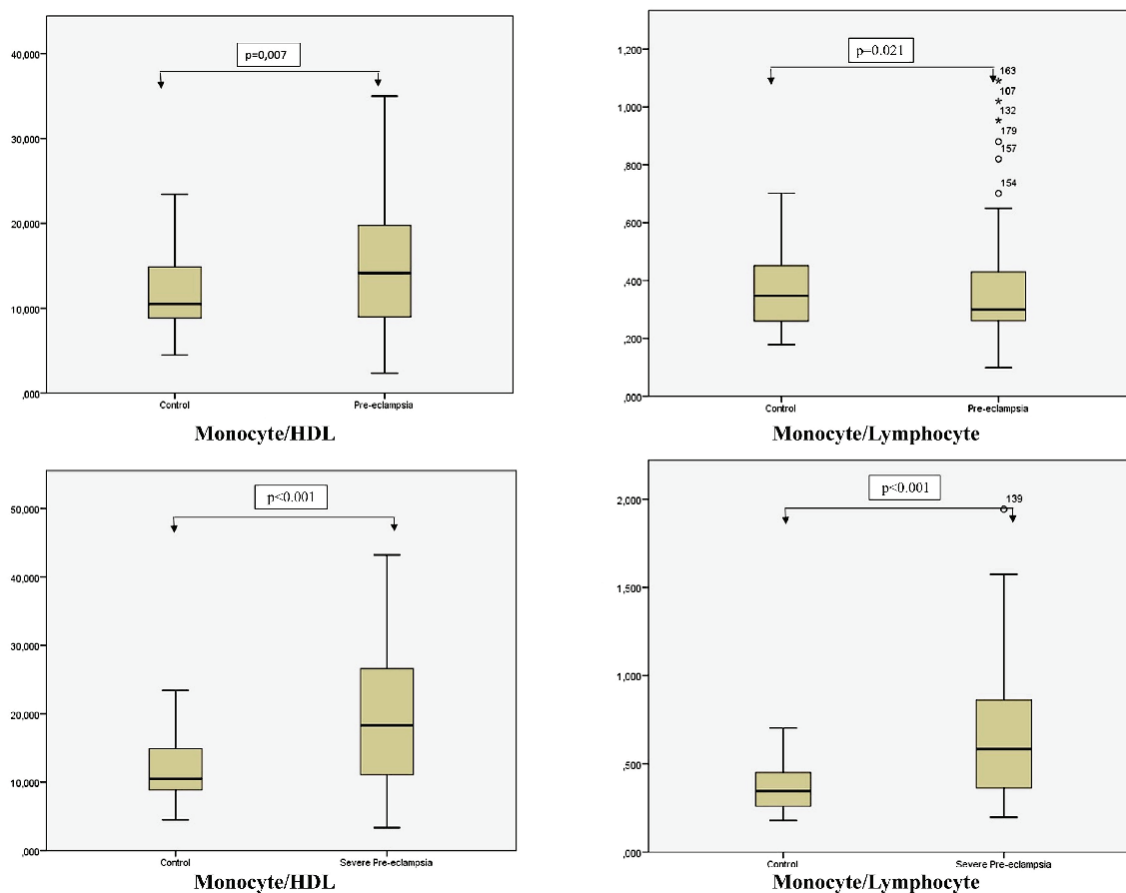 p=0,007
40,000
30,000
20,000
10,000
,000
Control
Pre-eclampsia
Monocyte/HDL
p=0.021
1,200
1,000
,800
,600
,400
,200
,000
163
107
132
179
157
154
Control
Pre-eclampsia
Monocyte/Lymphocyte
p<0.001
50,000
40,000
30,000
20,000
10,000
,000
Control
Severe Pre-eclampsia
Monocyte/HDL
p<0.001
2,000
1,500
1,000
,500
,000
139
Control
Severe Pre-eclampsia
Monocyte/Lymphocyte